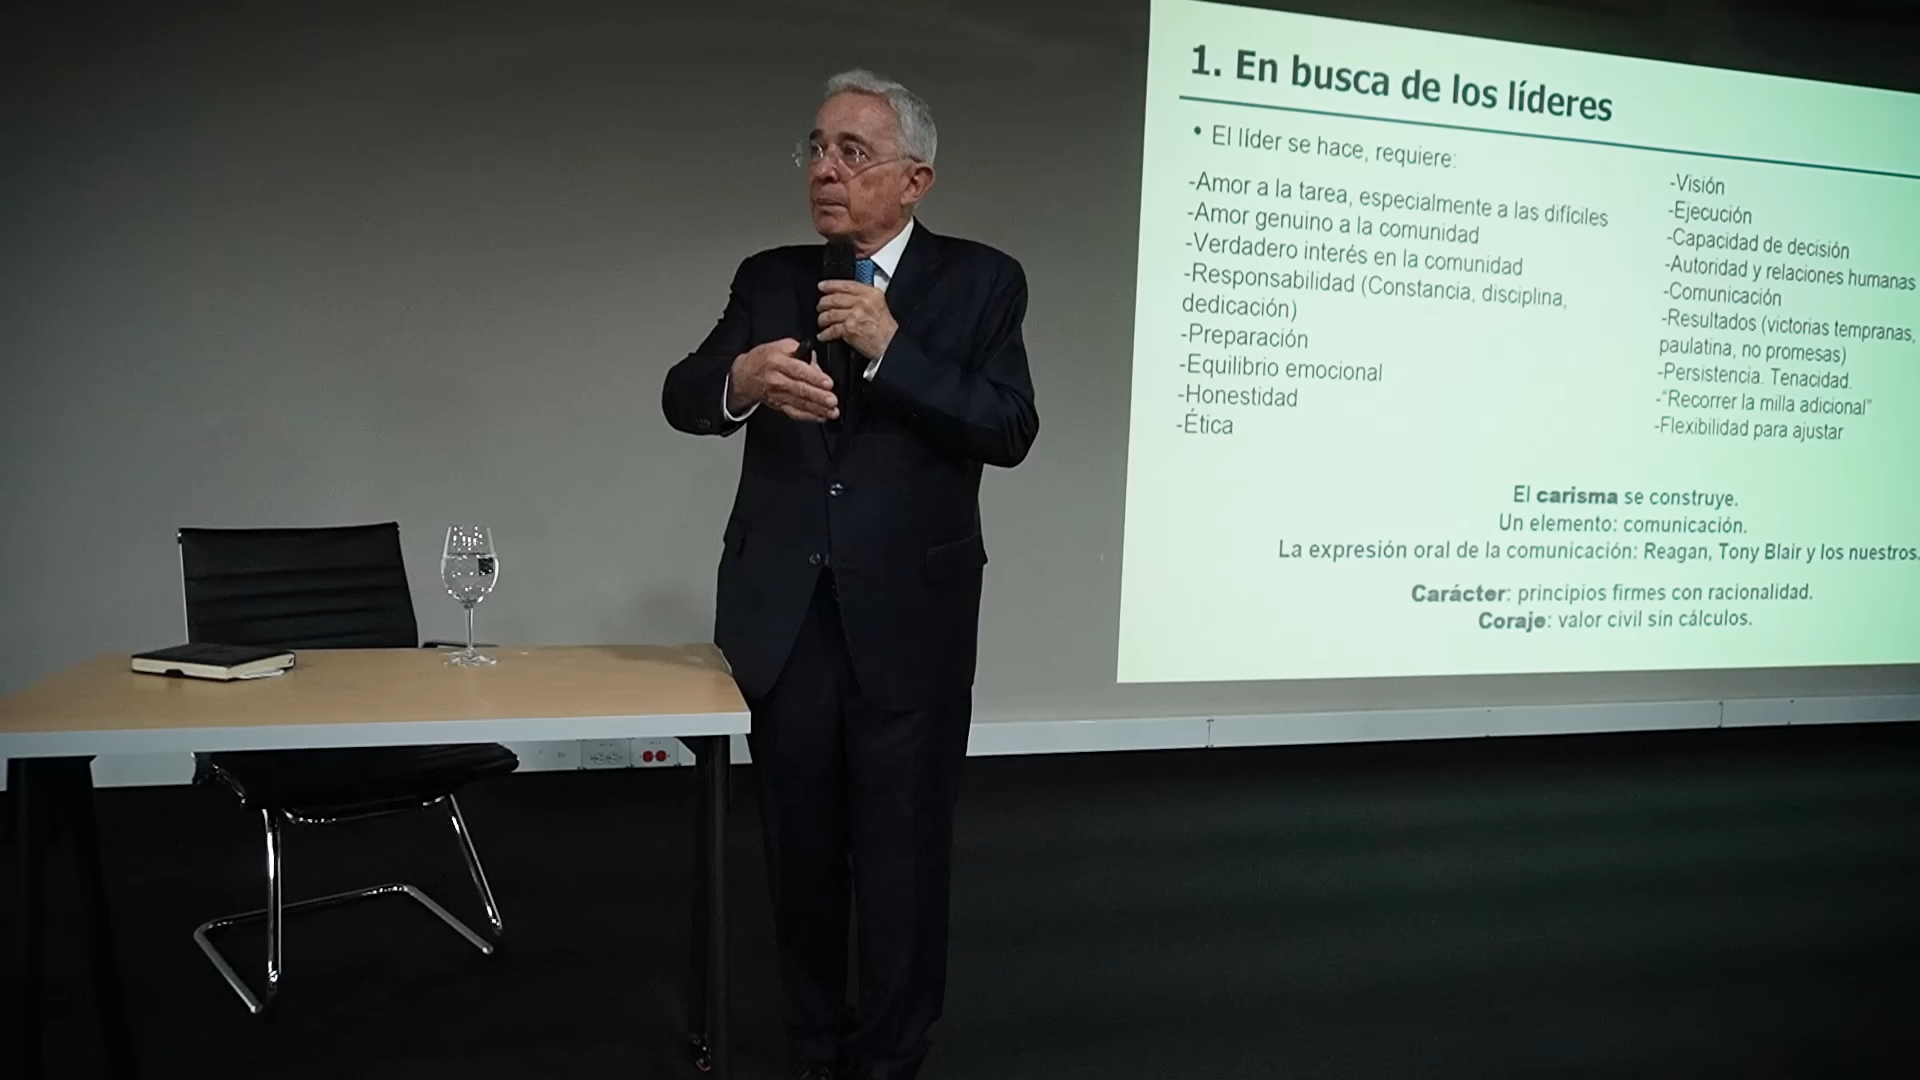 1. En busca de los líderes
• El líder se hace, requiere:
-Amor a la tarea, especialmente a las difíciles
-Amor genuino a la comunidad
-Verdadero interés en la comunidad
-Responsabilidad (Constancia, disciplina,
dedicación)
-Preparación
-Equilibrio emocional
-Honestidad
-Ética
-Visión
-Ejecución
-Capacidad de decisión
-Autoridad y relaciones humanas
-Comunicación
-Resultados (victorias tempranas,
paulatina, no promesas)
-Persistencia. Tenacidad.
-"Recorrer la milla adicional"
-Flexibilidad para ajustar
El carisma se construye.
Un elemento: comunicación.
La expresión oral de la comunicación: Reagan, Tony Blair y los nuestros.
Carácter: principios firmes con racionalidad.
Coraje: valor civil sin cálculos.